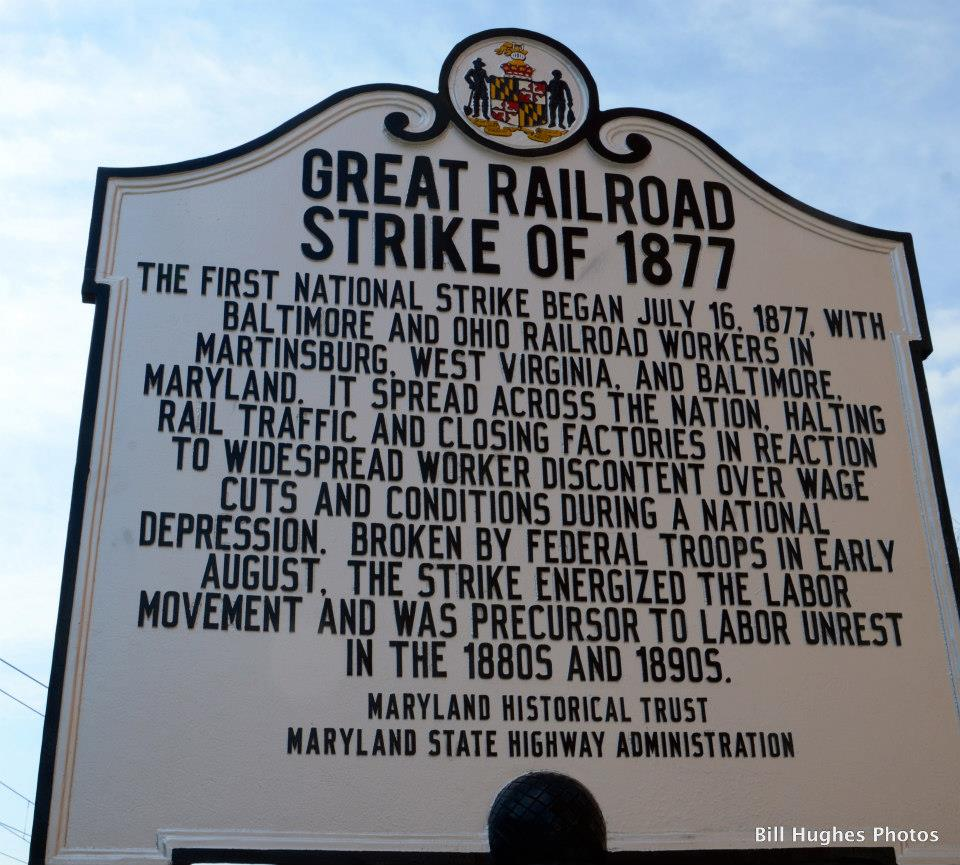 GREAT RAILROAD
STRIKE OF 1877
THE FIRST NATIONAL STRIKE BEGAN JULY 16, 1877, WITH
BALTIMORE AND OHIO RAILROAD WORKERS IN
MARTINSBURG, WEST VIRGINIA, AND BALTIMORE,
MARYLAND. IT SPREAD ACROSS THE NATION, HALTING
RAIL TRAFFIC AND CLOSING FACTORIES IN REACTION
TO WIDESPREAD WORKER DISCONTENT OVER WAGE
CUTS AND CONDITIONS DURING A NATIONAL
DEPRESSION. BROKEN BY FEDERAL TROOPS IN EARLY
AUGUST, THE STRIKE ENERGIZED THE LABOR
MOVEMENT AND WAS PRECURSOR TO LABOR UNREST
IN THE 1880S AND 1890S.
MARYLAND HISTORICAL TRUST
MARYLAND STATE HIGHWAY ADMINISTRATION
Bill Hughes Photos